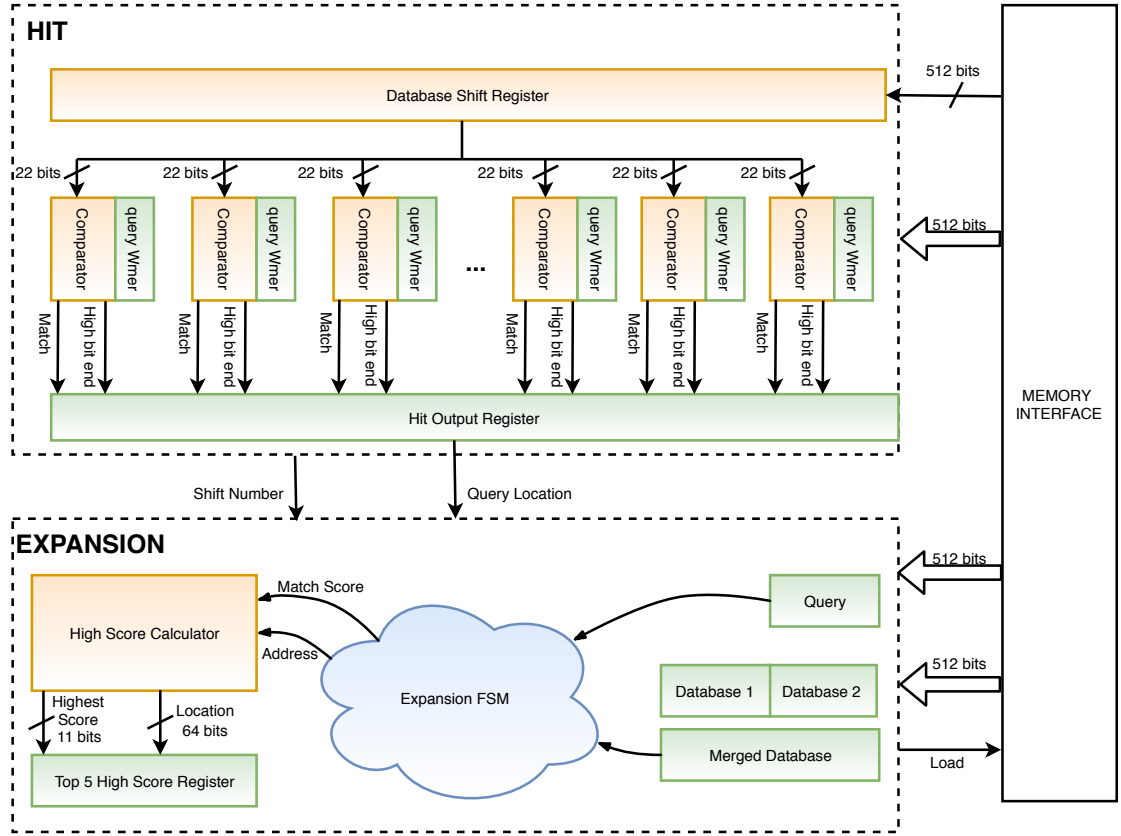 HIT
512 bits
Database Shift Register
22 bits
22 bits
22 bits
22 bits
22 bits
22 bits
Comparator
query Wmer
Comparator
query Wmer
Comparator
query Wmer
...
Comparator
query Wmer
Comparator
query Wmer
Comparator
query Wmer
512 bits
Match
High bit end
Match
High bit end
Match
High bit end
Match
High bit end
Match
High bit end
Match
High bit end
Hit Output Register
MEMORY
INTERFACE
Shift Number
Query Location
EXPANSION
512 bits
Match Score
Query
High Score Calculator
Address
512 bits
Expansion FSM
Database 1
Database 2
Highest
Score
11 bits
Location
64 bits
Merged Database
Load
Top 5 High Score Register